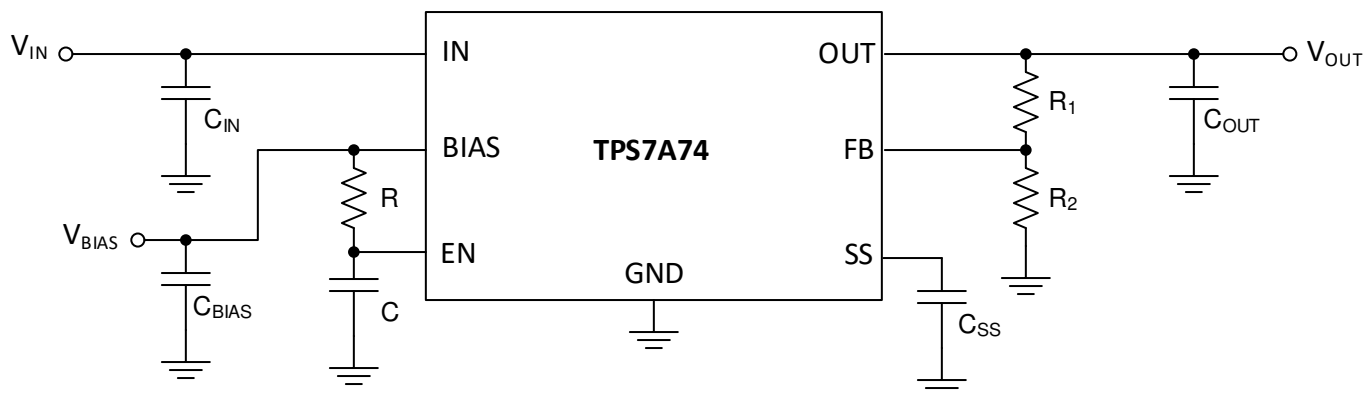 V_IN
IN
OUT
V_OUT
C_IN
R_1
C_OUT
BIAS
TPS7A74
FB
R
R_2
V_BIAS
EN
SS
GND
C_BIAS
C
C_SS